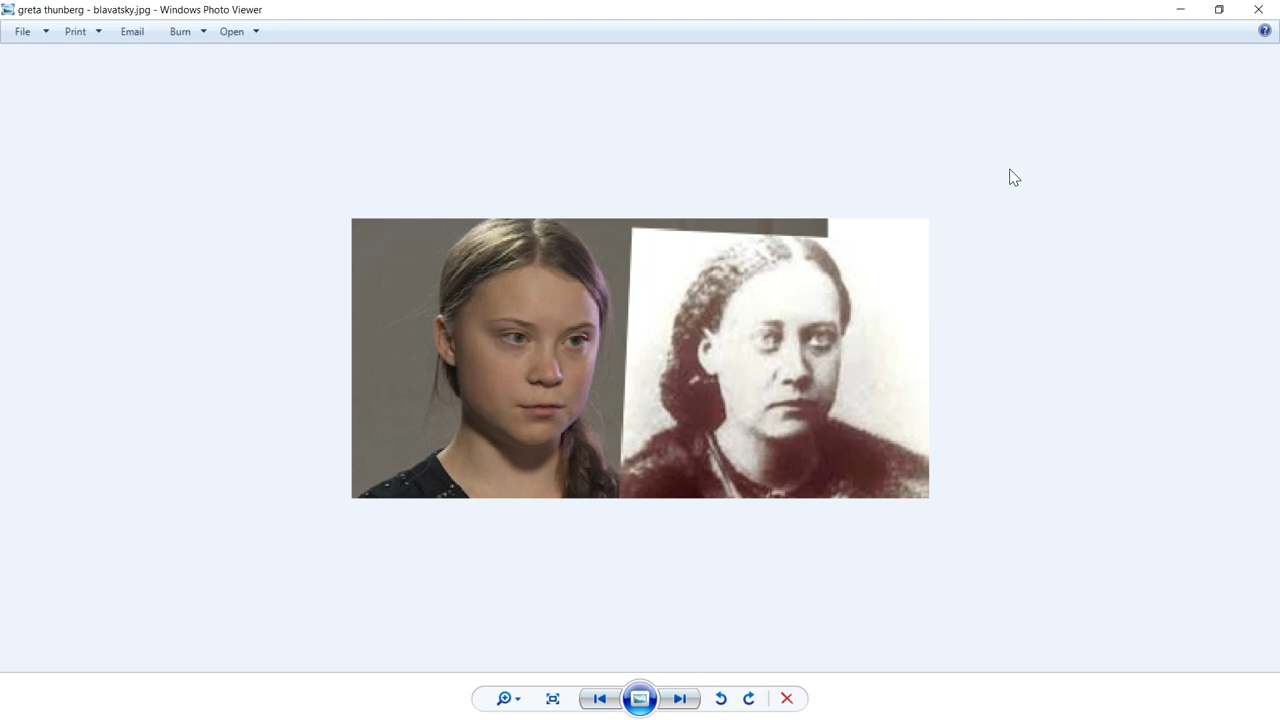 greta thunberg - blavatsky.jpg - Windows Photo Viewer
File Print Email Burn Open